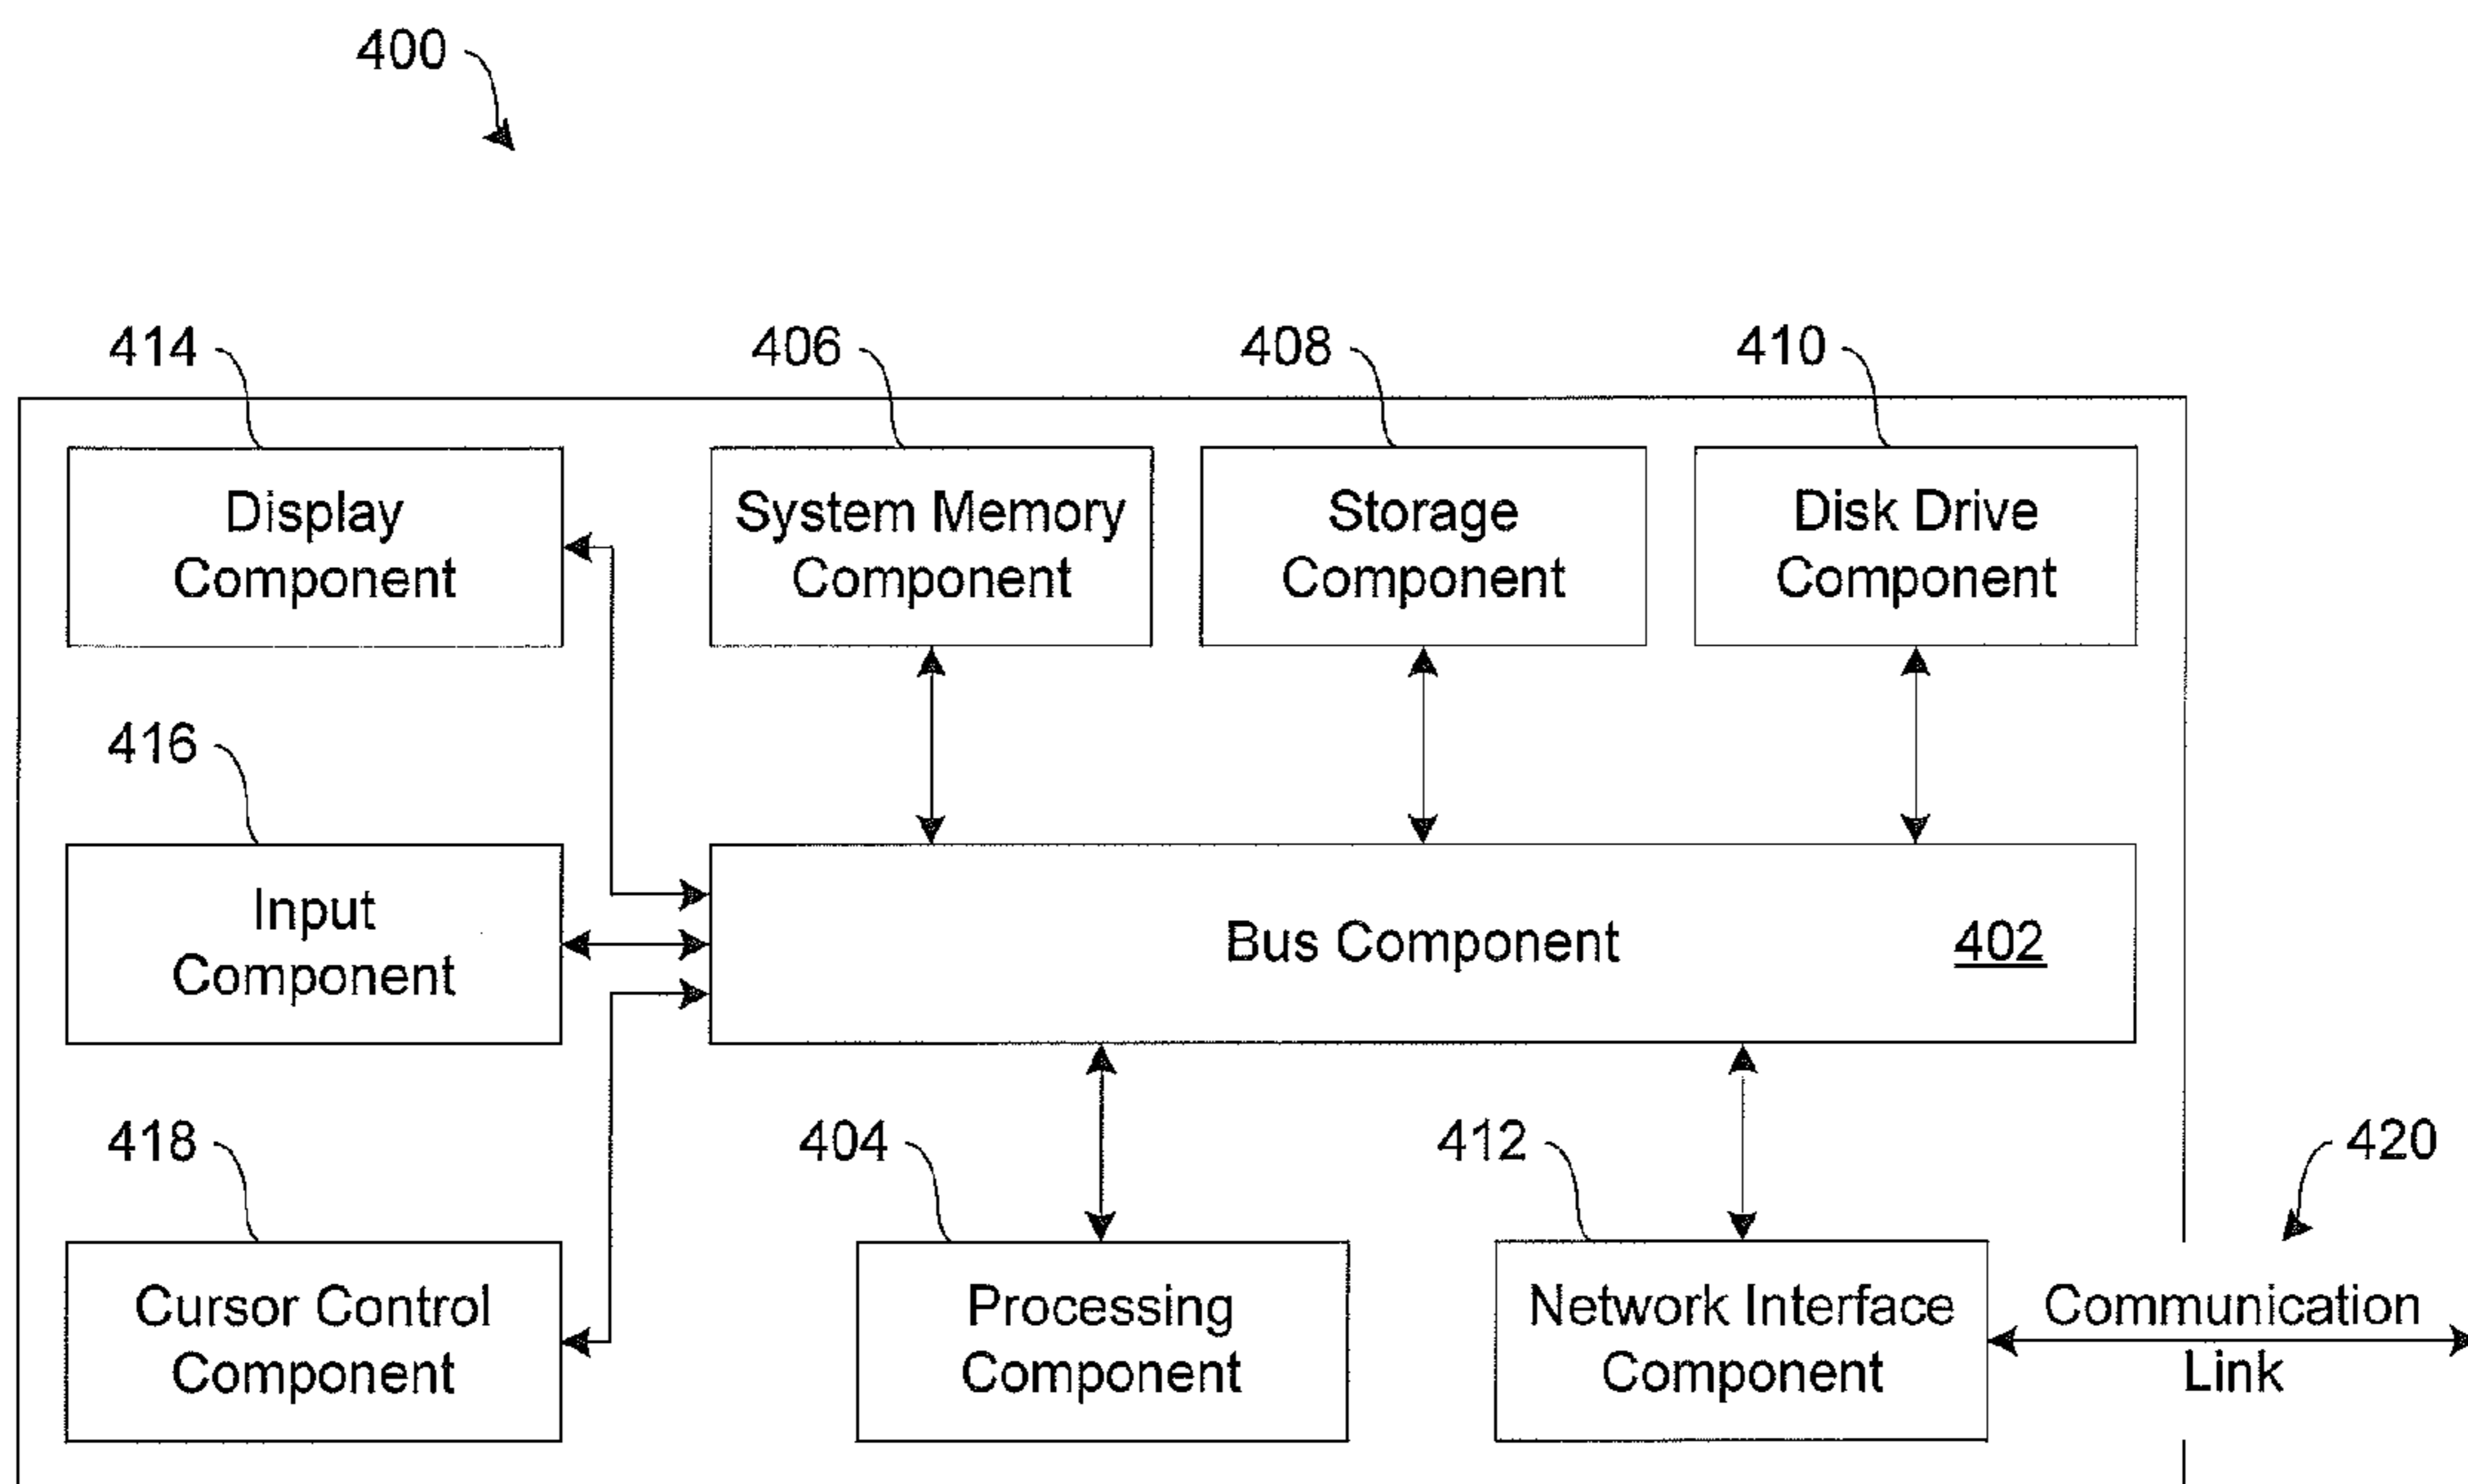 400
414
406
408
410
Display
Component
System Memory
Component
Storage
Component
Disk Drive
Component
416
Input
Component
Bus Component
402
418
404
412
420
Cursor Control
Component
Processing
Component
Network Interface
Component
Communication
Link